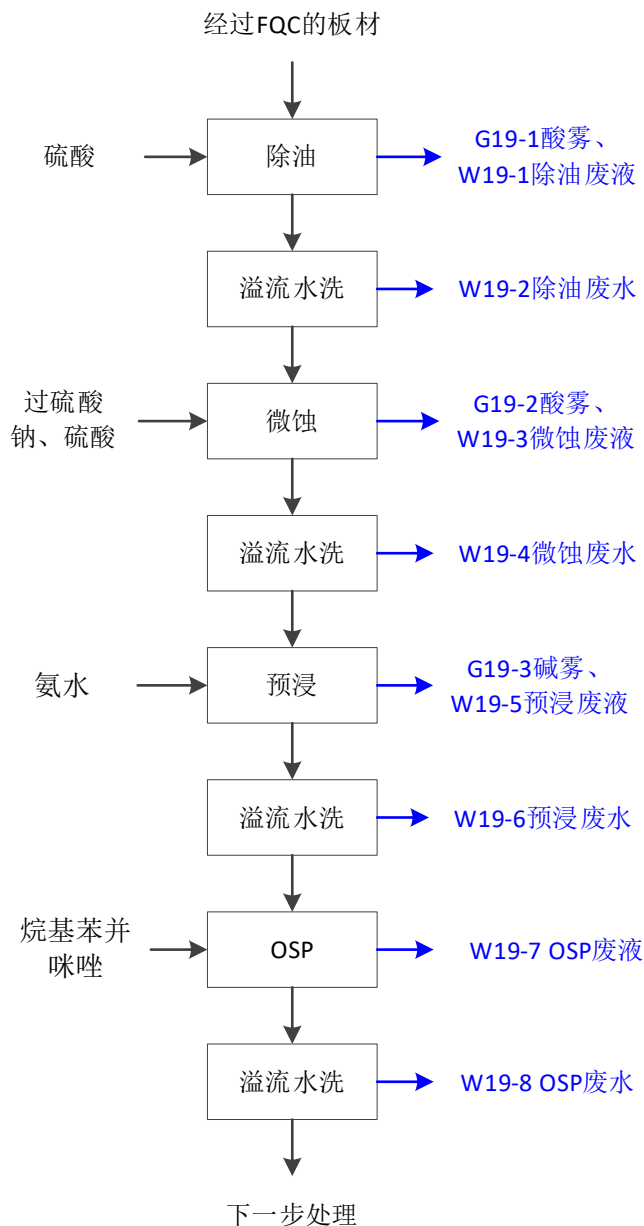 经过FQC的板材
硫酸
除油
G19-1酸雾、
W19-1除油废液
溢流水洗
W19-2除油废水
过硫酸
钠、硫酸
微蚀
G19-2酸雾、
W19-3微蚀废液
溢流水洗
W19-4微蚀废水
氨水
预浸
G19-3碱雾、
W19-5预浸废液
溢流水洗
W19-6预浸废水
烷基苯并
咪唑
OSP
W19-7 OSP废液
溢流水洗
W19-8 OSP废水
下一步处理